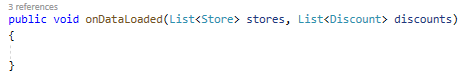 3 references
public void onDataLoaded(List<Store> stores, List<Discount> discounts)
{
}